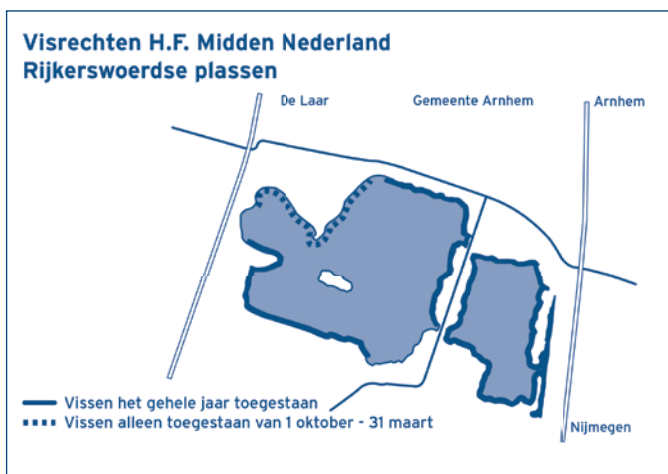 Visrechten H.F. Midden Nederland
Rijkerswoerdse plassen
De Laar
Gemeente Arnhem
Arnhem
Vissen het gehele jaar toegestaan
Vissen alleen toegestaan van 1 oktober - 31 maart
Nijmegen